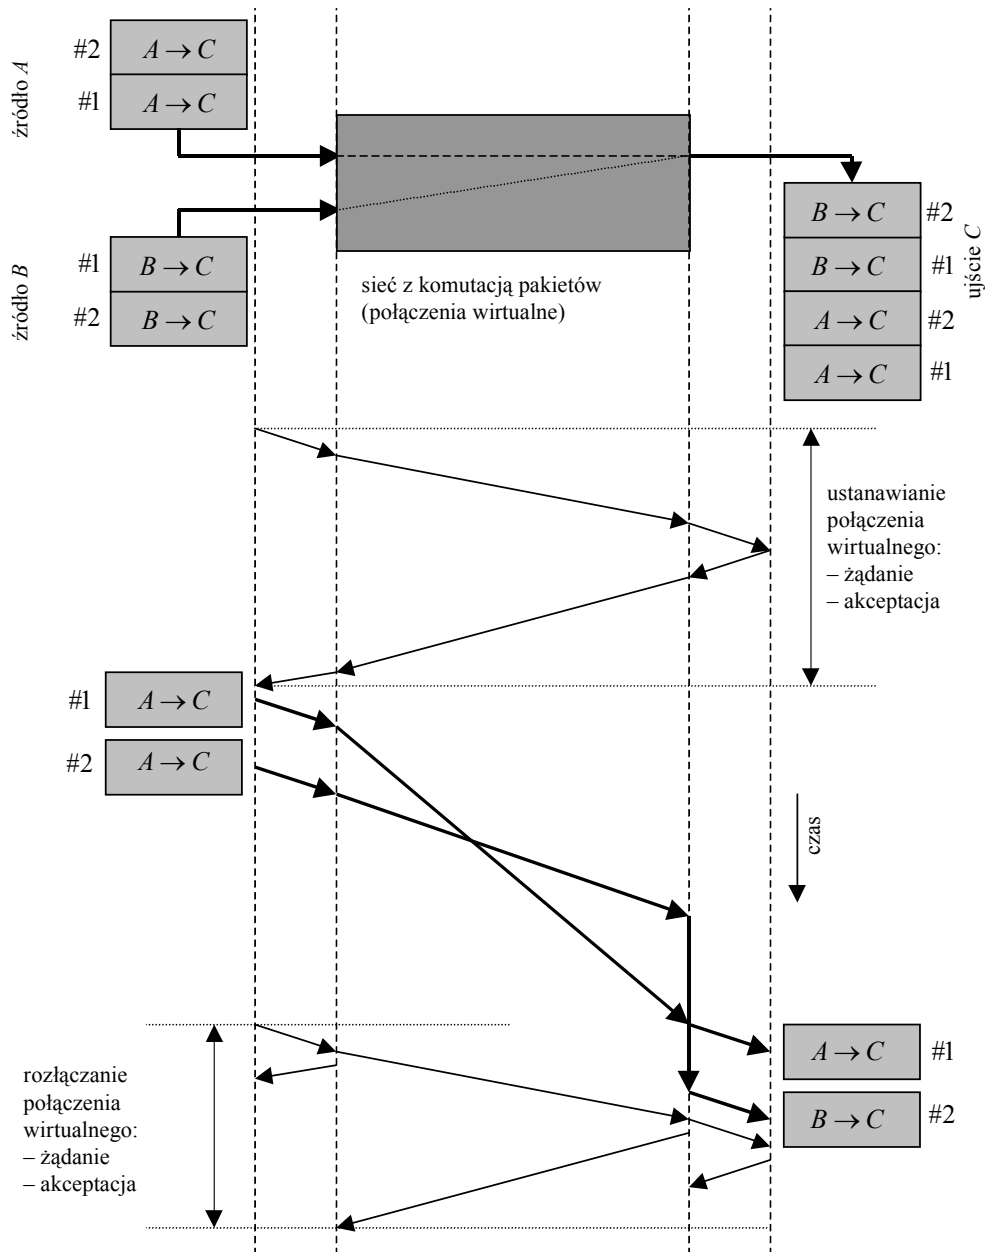 źródło A
#2 A → C
#1 A → C
źródło B
#1 B → C
#2 B → C
sieć z komutacją pakietów
(połączenia wirtualne)
B → C #2
B → C #1
A → C #2
A → C #1
ujście C
ustanawianie
połączenia
wirtualnego:
– żądanie
– akceptacja
#1 A → C
#2 A → C
czas
A → C #1
B → C #2
rozłączanie
połączenia
wirtualnego:
– żądanie
– akceptacja